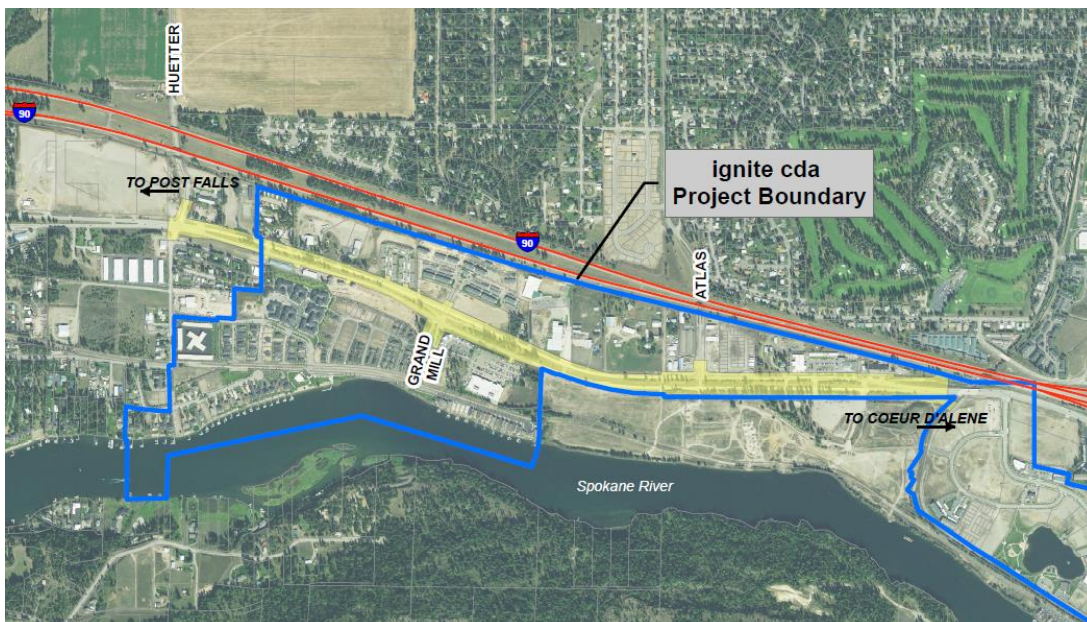 HUETTER
90
TO POST FALLS
ignite cda
Project Boundary
90
ATLAS
GRAND
MILL
TO COEUR D'ALENE
Spokane River